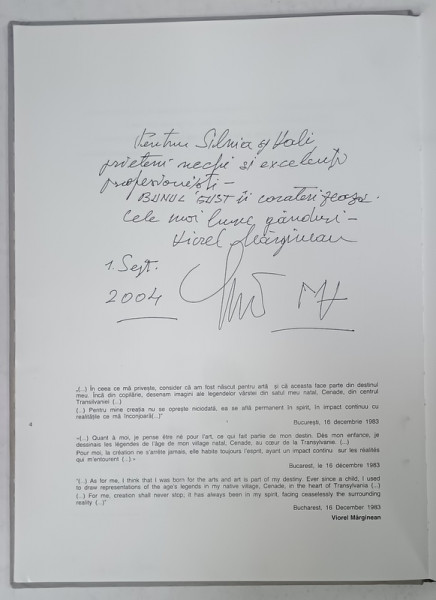 Pentru Silvia și Vali
prieteni vechi și excelenți
profesioniști –
BUNUL GUST îi caracterizează.
Cele mai bune gânduri –
Viorel Mărginean
1. Sept.
2004
„(...) În ceea ce mă privește, consider că am fost născut pentru artă și că aceasta face parte din destinul
meu. Încă din copilărie, desenam imagini ale legendelor vârstei din satul meu natal, Cenade, din centrul
Transilvaniei (...)
(...) Pentru mine creația nu se oprește niciodată, ea se află permanent în spirit, în impact continuu cu
realitățile ce mă înconjoară(...)"
București, 16 decembrie 1983
«(...) Quant à moi, je pense être né pour l'art, ce qui fait partie de mon destin. Dès mon enfance, je
dessinais les légendes de l'âge de mon village natal, Cenade, au cœur de la Transylvanie. (...)
Pour moi, la création ne s'arrête jamais, elle habite toujours l'esprit, ayant un impact continu sur les réalités
qui m'entourent (...).»
Bucarest, le 16 décembre 1983
"(...) As for me, I think that I was born for the arts and art is part of my destiny. Ever since a child, I used
to draw representations of the age's legends in my native village, Cenade, in the heart of Transylvania (...)
(...) For me, creation shall never stop; it has always been in my spirit, facing ceaselessly the surrounding
reality (...)"
Bucharest, 16 December 1983
Viorel Mărginean